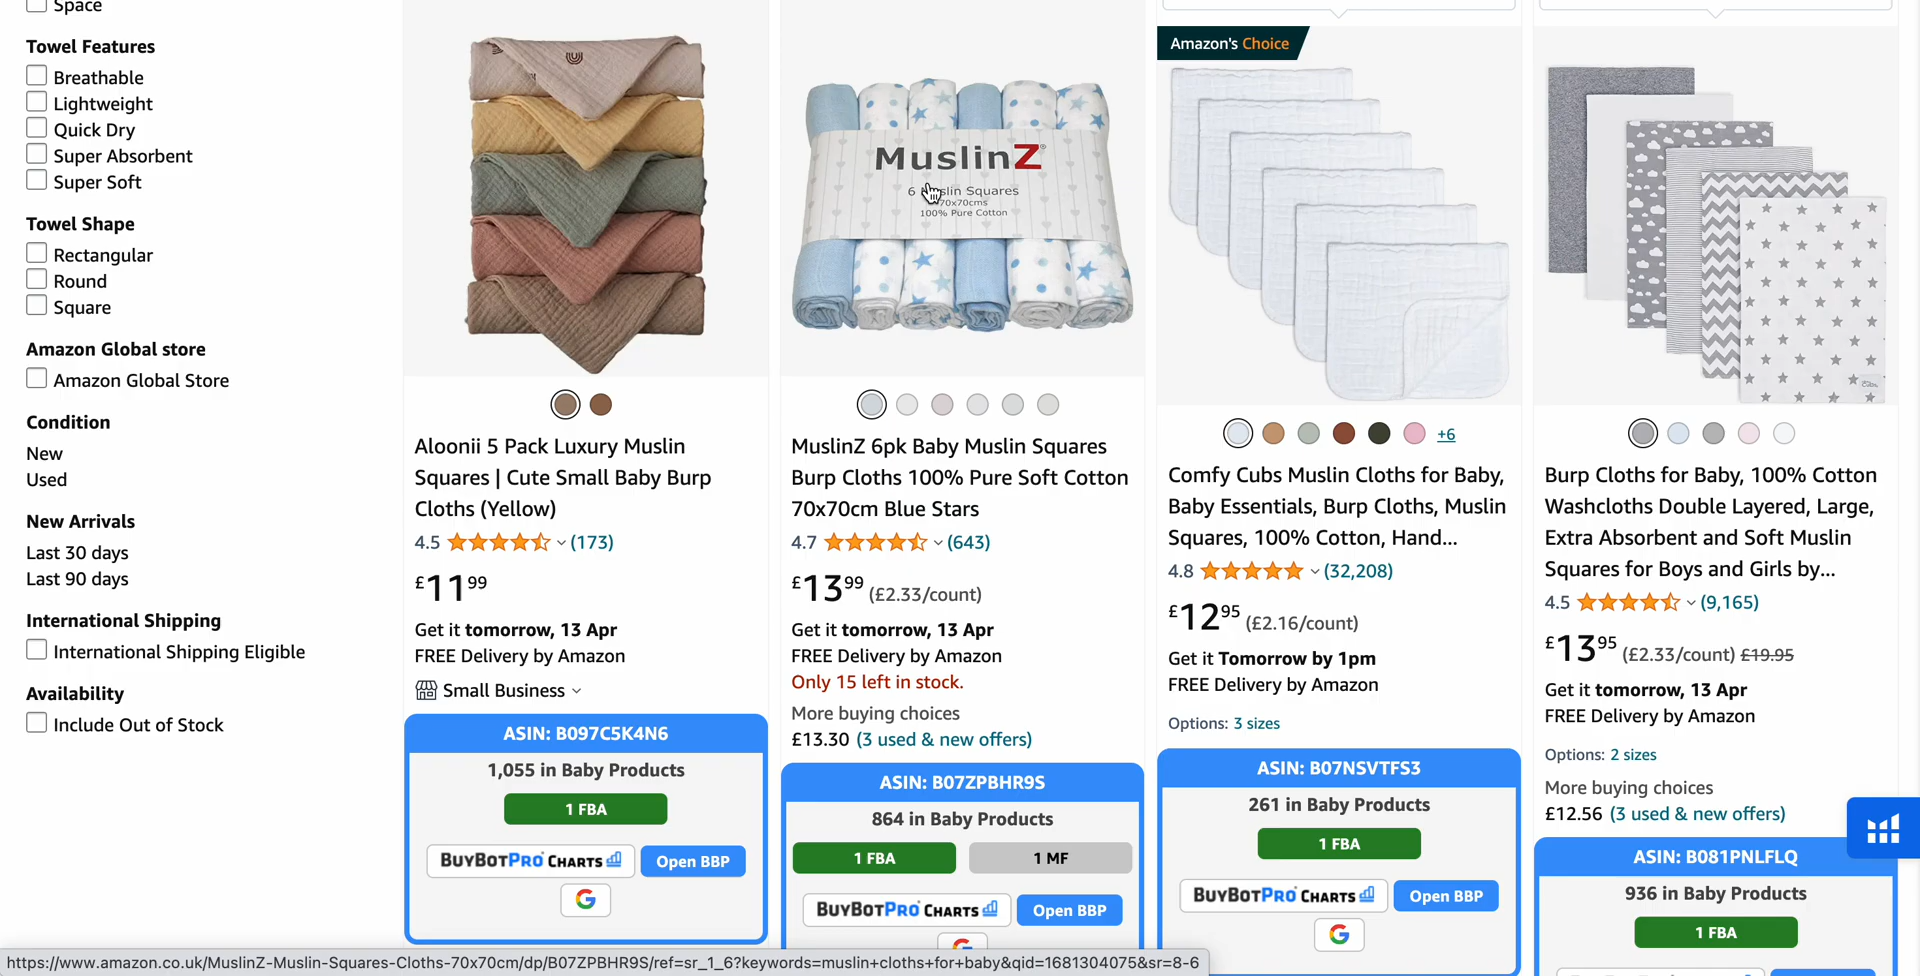 Space
Towel Features
Breathable
Lightweight
Quick Dry
Super Absorbent
Super Soft
Towel Shape
Rectangular
Round
Square
Amazon Global store
Amazon Global Store
Condition
New
Used
New Arrivals
Last 30 days
Last 90 days
International Shipping
International Shipping Eligible
Availability
Include Out of Stock
Aloonii 5 Pack Luxury Muslin
Squares | Cute Small Baby Burp
Cloths (Yellow)
4.5 (173)
£11.99
Get it tomorrow, 13 Apr
FREE Delivery by Amazon
Small Business
ASIN: B097C5K4N6
1,055 in Baby Products
1 FBA
BUYBOTPRO CHARTS Open BBP
G
MuslinZ®
6 Muslin Squares
70x70cms
100% Pure Cotton
MuslinZ 6pk Baby Muslin Squares
Burp Cloths 100% Pure Soft Cotton
70x70cm Blue Stars
4.7 (643)
£13.99 (£2.33/count)
Get it tomorrow, 13 Apr
FREE Delivery by Amazon
Only 15 left in stock.
More buying choices
£13.30 (3 used & new offers)
ASIN: B07ZPBHR9S
864 in Baby Products
1 FBA 1 MF
BUYBOTPRO CHARTS Open BBP
G
Amazon's Choice
+6
Comfy Cubs Muslin Cloths for Baby,
Baby Essentials, Burp Cloths, Muslin
Squares, 100% Cotton, Hand...
4.8 (32,208)
£12.95 (£2.16/count)
Get it Tomorrow by 1pm
FREE Delivery by Amazon
Options: 3 sizes
ASIN: B07NSVTFS3
261 in Baby Products
1 FBA
BUYBOTPRO CHARTS Open BBP
G
Burp Cloths for Baby, 100% Cotton
Washcloths Double Layered, Large,
Extra Absorbent and Soft Muslin
Squares for Boys and Girls by...
4.5 (9,165)
£13.95 (£2.33/count) £19.95
Get it tomorrow, 13 Apr
FREE Delivery by Amazon
Options: 2 sizes
More buying choices
£12.56 (3 used & new offers)
ASIN: B081PNLFLQ
936 in Baby Products
1 FBA
https://www.amazon.co.uk/MuslinZ-Muslin-Squares-Cloths-70x70cm/dp/B07ZPBHR9S/ref=sr_1_6?keywords=muslin+cloths+for+baby&qid=1681304075&sr=8-6